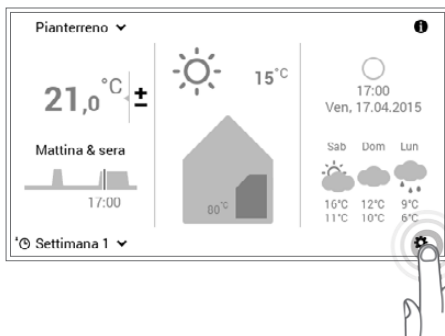 Pianterreno
21,0 °C ±
Mattina & sera
17:00
Settimana 1
15°C
00°C
17:00
Ven, 17.04.2015
Sab Dom Lun
16°C 12°C 9°C
11°C 10°C 6°C